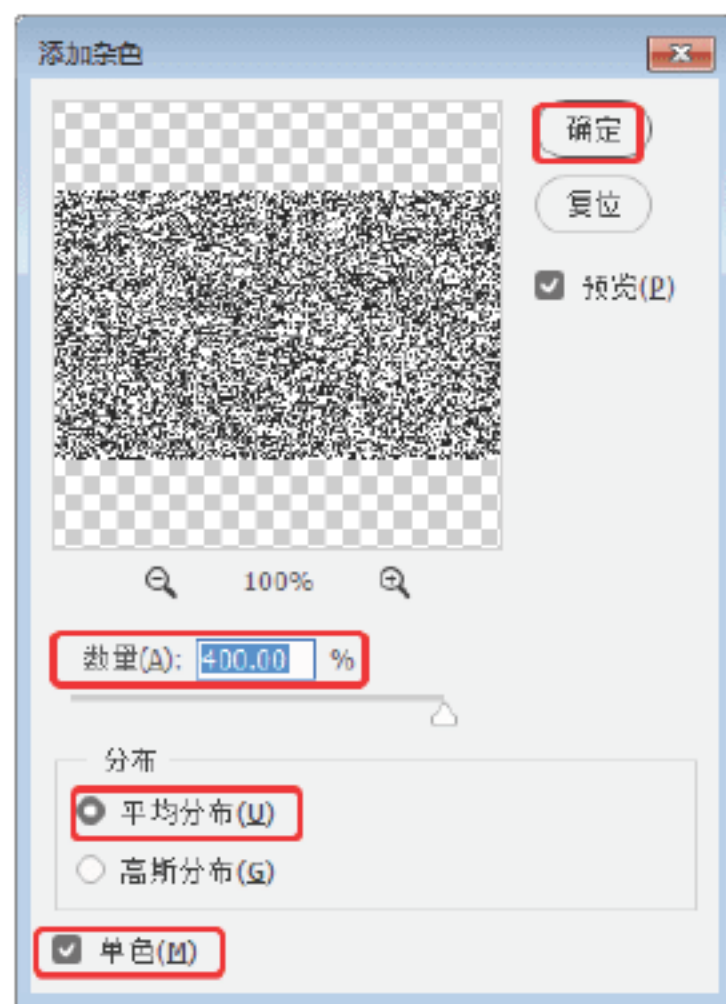 添加杂色
确定
复位
预览(P)
100%
数量(A): 400.00 %
分布
平均分布(U)
高斯分布(G)
单色(M)